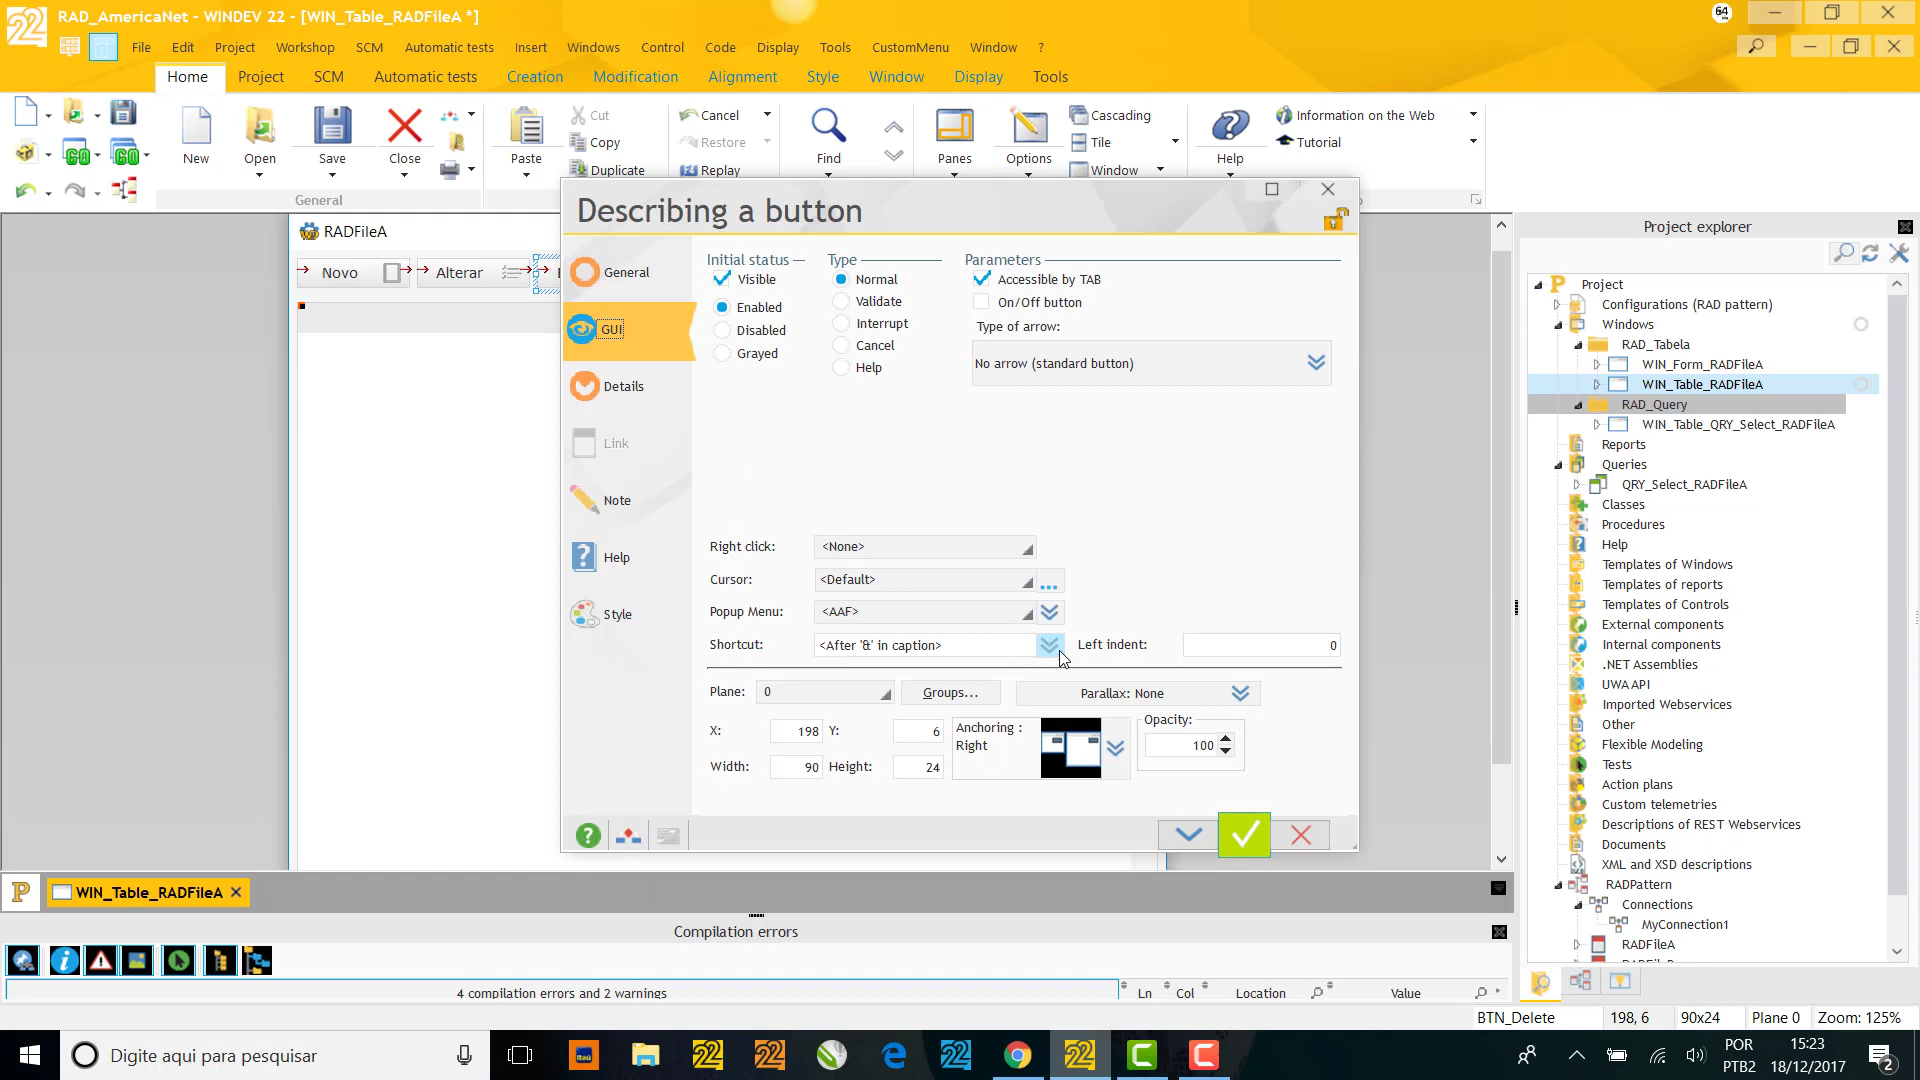 RAD_AmericaNet - WINDEV 22 - [WIN_Table_RADFileA *]
64
File Edit Project Workshop SCM Automatic tests Insert Windows Control Code Display Tools CustomMenu Window ?
Home Project SCM Automatic tests Creation Modification Alignment Style Window Display Tools
New Open Save Close Paste Cut Copy Duplicate Cancel Restore Replay Find Panes Options Cascading Tile Window Help Information on the Web Tutorial
General
RADFileA
Novo Alterar
Describing a button
General
GUI
Details
Link
Note
Help
Style
Initial status
Visible
Enabled
Disabled
Grayed
Type
Normal
Validate
Interrupt
Cancel
Help
Parameters
Accessible by TAB
On/Off button
Type of arrow:
No arrow (standard button)
Right click: <None>
Cursor: <Default> ...
Popup Menu: <AAF>
Shortcut: <After '&' in caption> Left indent: 0
Plane: 0 Groups... Parallax: None
X: 198 Y: 6
Width: 90 Height: 24
Anchoring :
Right
Opacity:
100
Project explorer
Project
Configurations (RAD pattern)
Windows
RAD_Tabela
WIN_Form_RADFileA
WIN_Table_RADFileA
RAD_Query
WIN_Table_QRY_Select_RADFileA
Reports
Queries
QRY_Select_RADFileA
Classes
Procedures
Help
Templates of Windows
Templates of reports
Templates of Controls
External components
Internal components
.NET Assemblies
UWA API
Imported Webservices
Other
Flexible Modeling
Tests
Action plans
Custom telemetries
Descriptions of REST Webservices
Documents
XML and XSD descriptions
RADPattern
Connections
MyConnection1
RADFileA
WIN_Table_RADFileA
Compilation errors
4 compilation errors and 2 warnings Ln Col Location Value
BTN_Delete 198, 6 90x24 Plane 0 Zoom: 125%
Digite aqui para pesquisar
POR
PTB2
15:23
18/12/2017
2